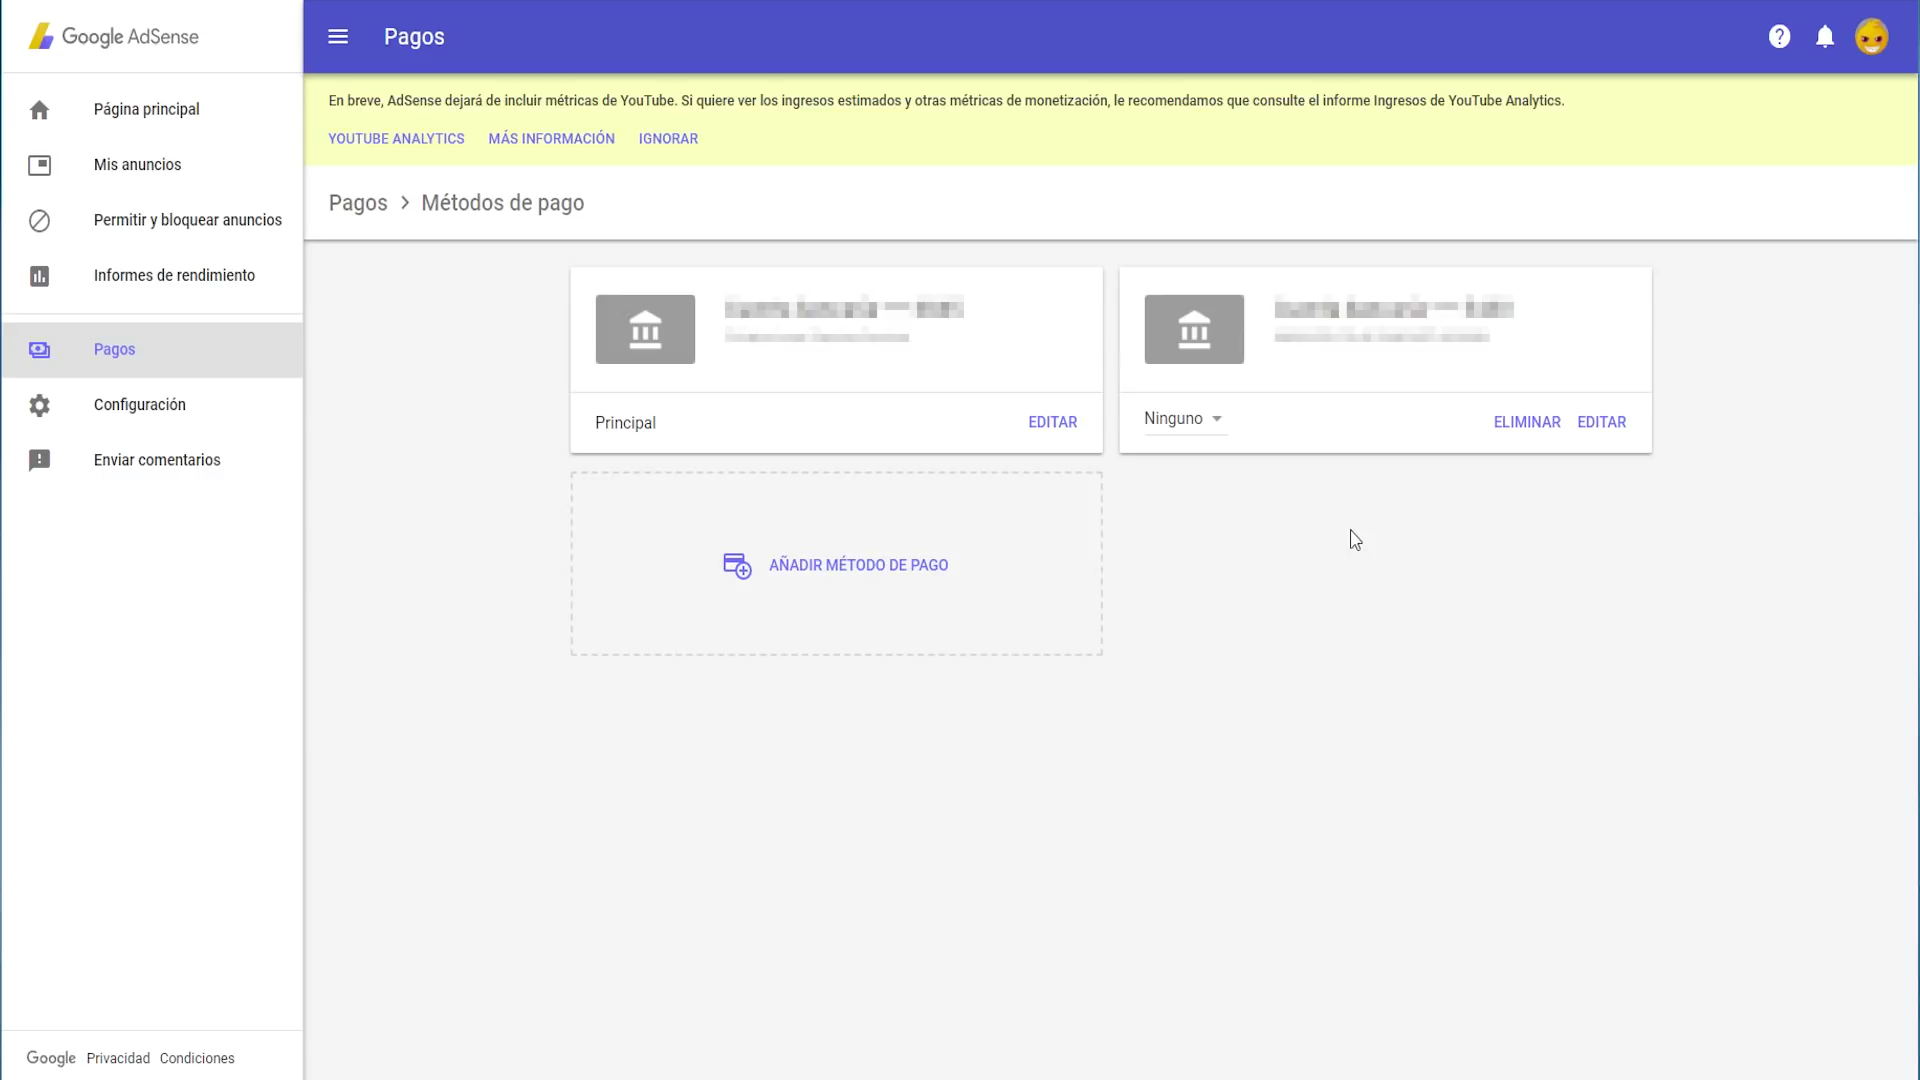 Google AdSense
Pagos
Página principal
Mis anuncios
Permitir y bloquear anuncios
Informes de rendimiento
Pagos
Configuración
Enviar comentarios
En breve, AdSense dejará de incluir métricas de YouTube. Si quiere ver los ingresos estimados y otras métricas de monetización, le recomendamos que consulte el informe Ingresos de YouTube Analytics.
YOUTUBE ANALYTICS MÁS INFORMACIÓN IGNORAR
Pagos > Métodos de pago
Principal EDITAR
Ninguno ELIMINAR EDITAR
AÑADIR MÉTODO DE PAGO
Google Privacidad Condiciones